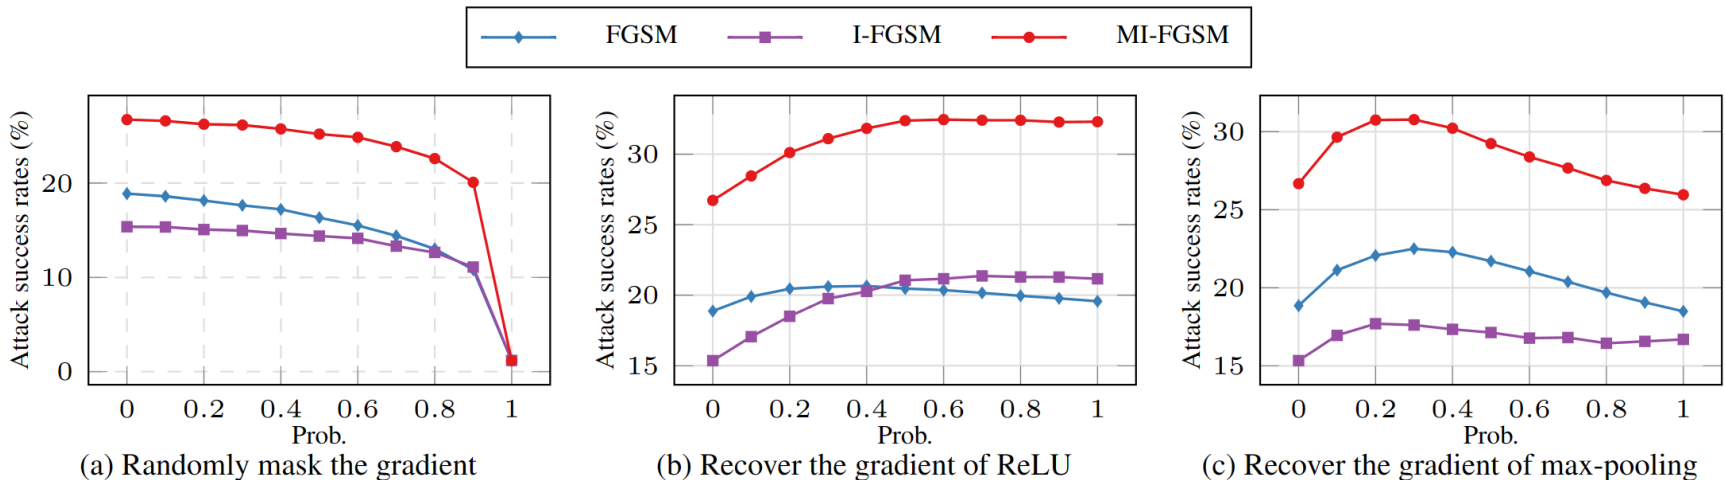 FGSM I-FGSM MI-FGSM
Attack success rates (%)
20
10
0
0 0.2 0.4 0.6 0.8 1
Prob.
(a) Randomly mask the gradient
Attack success rates (%)
30
25
20
15
0 0.2 0.4 0.6 0.8 1
Prob.
(b) Recover the gradient of ReLU
Attack success rates (%)
30
25
20
15
0 0.2 0.4 0.6 0.8 1
Prob.
(c) Recover the gradient of max-pooling